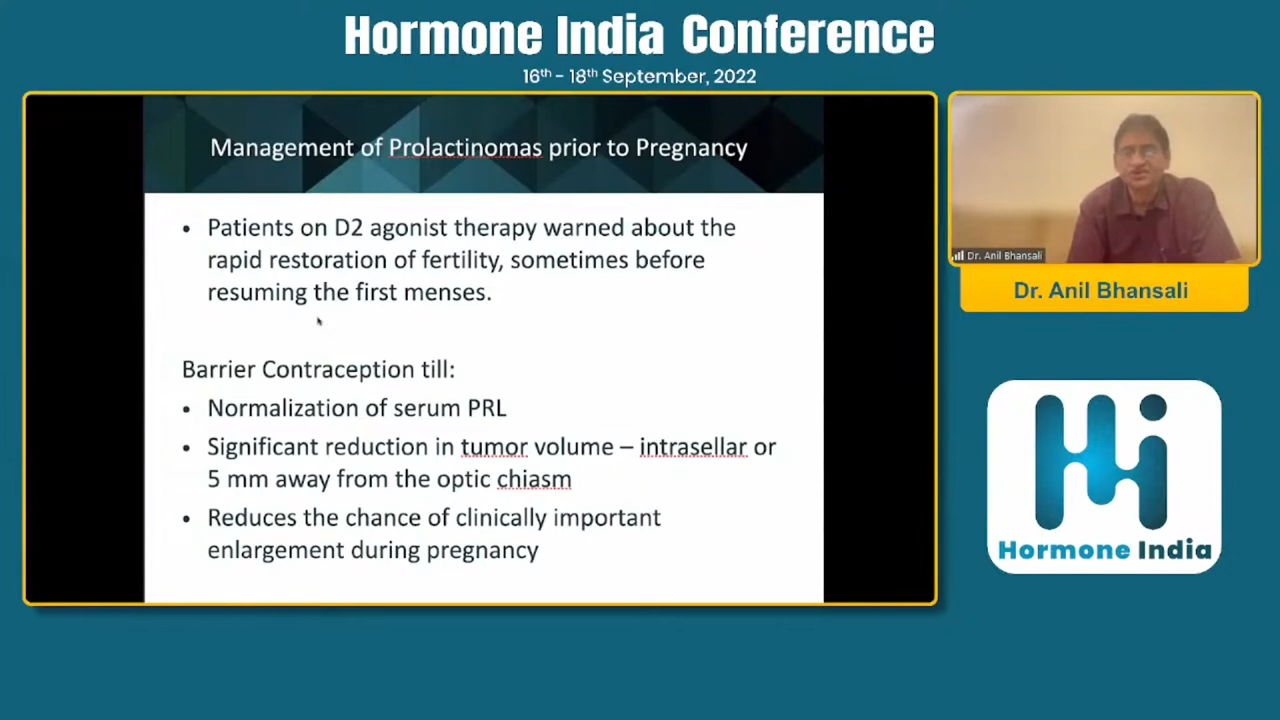 Hormone India Conference
16th - 18th September, 2022
Management of Prolactinomas prior to Pregnancy
• Patients on D2 agonist therapy warned about the
rapid restoration of fertility, sometimes before
resuming the first menses.
Barrier Contraception till:
• Normalization of serum PRL
• Significant reduction in tumor volume – intrasellar or
5 mm away from the optic chiasm
• Reduces the chance of clinically important
enlargement during pregnancy
Dr. Anil Bhansali
Dr. Anil Bhansali
Hormone India